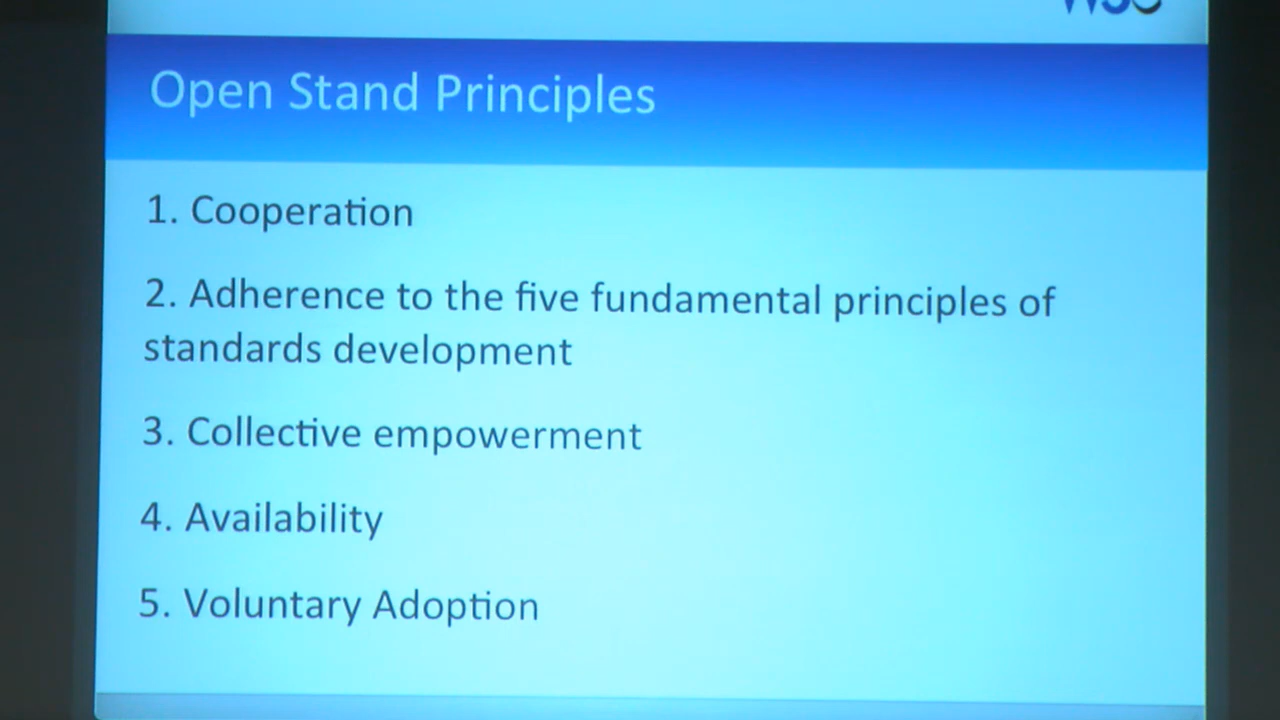 W3C
Open Stand Principles
1. Cooperation
2. Adherence to the five fundamental principles of
standards development
3. Collective empowerment
4. Availability
5. Voluntary Adoption